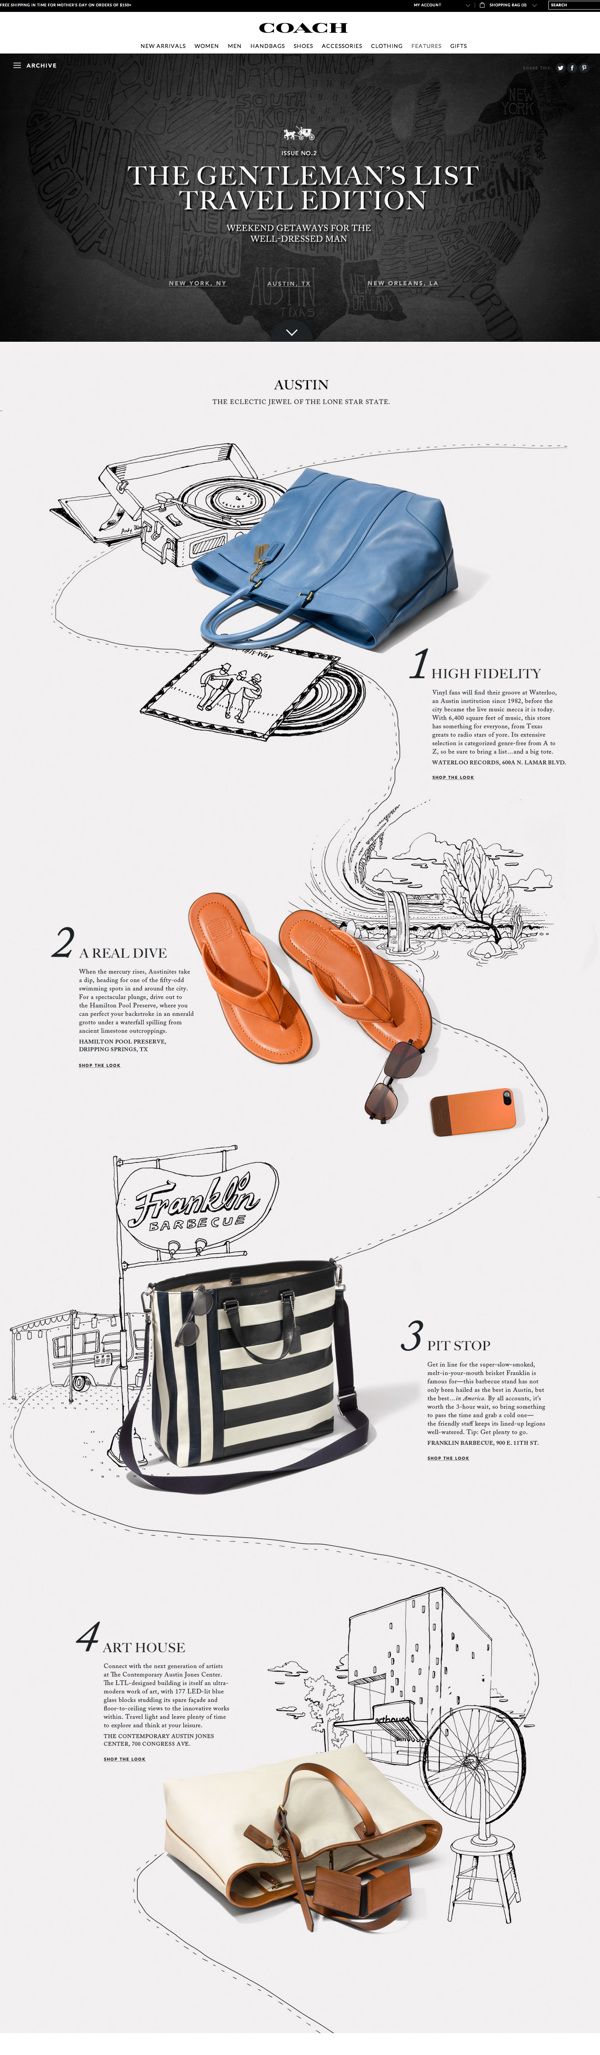 FREE SHIPPING IN TIME FOR MOTHER'S DAY ON ORDERS OF $150+
MY ACCOUNT
SHOPPING BAG (0)
SEARCH
COACH
NEW ARRIVALS WOMEN MEN HANDBAGS SHOES ACCESSORIES CLOTHING FEATURES GIFTS
ARCHIVE
SHARE THIS
NEW YORK
VIRGINIA
ISSUE NO.2
THE GENTLEMAN'S LIST
TRAVEL EDITION
WEEKEND GETAWAYS FOR THE
WELL-DRESSED MAN
NEW YORK, NY
AUSTIN, TX
NEW ORLEANS, LA
AUSTIN
TEXAS
NEW ORLEANS
AUSTIN
THE ECLECTIC JEWEL OF THE LONE STAR STATE.
1 HIGH FIDELITY
Vinyl fans will find their groove at Waterloo,
an Austin institution since 1982, before the
city became the live music mecca it is today.
With 6,400 square feet of music, this store
has something for everyone, from Texas
greats to radio stars of yore. Its extensive
selection is categorized genre-free from A to
Z, so be sure to bring a list...and a big tote.
WATERLOO RECORDS, 600A N. LAMAR BLVD.
SHOP THE LOOK
2 A REAL DIVE
When the mercury rises, Austinites take
a dip, heading for one of the fifty-odd
swimming spots in and around the city.
For a spectacular plunge, drive out to
the Hamilton Pool Preserve, where you
can perfect your backstroke in an emerald
grotto under a waterfall spilling from
ancient limestone outcroppings.
HAMILTON POOL PRESERVE,
DRIPPING SPRINGS, TX
SHOP THE LOOK
Franklin
BARBECUE
3 PIT STOP
Get in line for the super-slow-smoked,
melt-in-your-mouth brisket Franklin is
famous for—this barbecue stand has not
only been hailed as the best in Austin, but
the best...in America. By all accounts, it's
worth the 3-hour wait, so bring something
to pass the time and grab a cold one—
the friendly staff keeps its lined-up legions
well-watered. Tip: Get plenty to go.
FRANKLIN BARBECUE, 900 E. 11TH ST.
SHOP THE LOOK
4 ART HOUSE
Connect with the next generation of artists
at The Contemporary Austin Jones Center.
The LTL-designed building is itself an ultra-
modern work of art, with 177 LED-lit blue
glass blocks studding its spare façade and
floor-to-ceiling views to the innovative works
within. Travel light and leave plenty of time
to explore and think at your leisure.
THE CONTEMPORARY AUSTIN JONES
CENTER, 700 CONGRESS AVE.
SHOP THE LOOK
arthouse